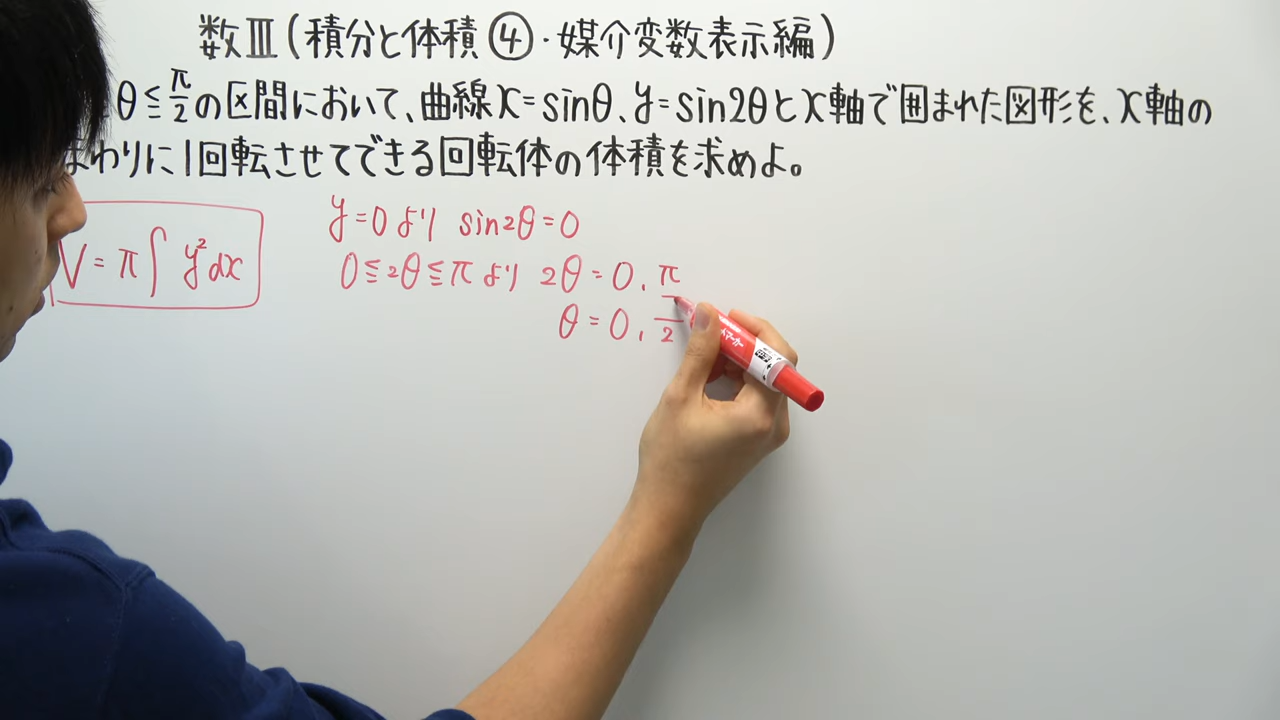 数Ⅲ(積分と体積④・媒介変数表示編)
θ≦π/2の区間において、曲線x=sinθ、y=sin2θとx軸で囲まれた図形を、x軸の
まわりに1回転させてできる回転体の体積を求めよ。
V=π∫y²dx
y=0より sin2θ=0
0≦2θ≦πより 2θ=0,π
θ=0, /2